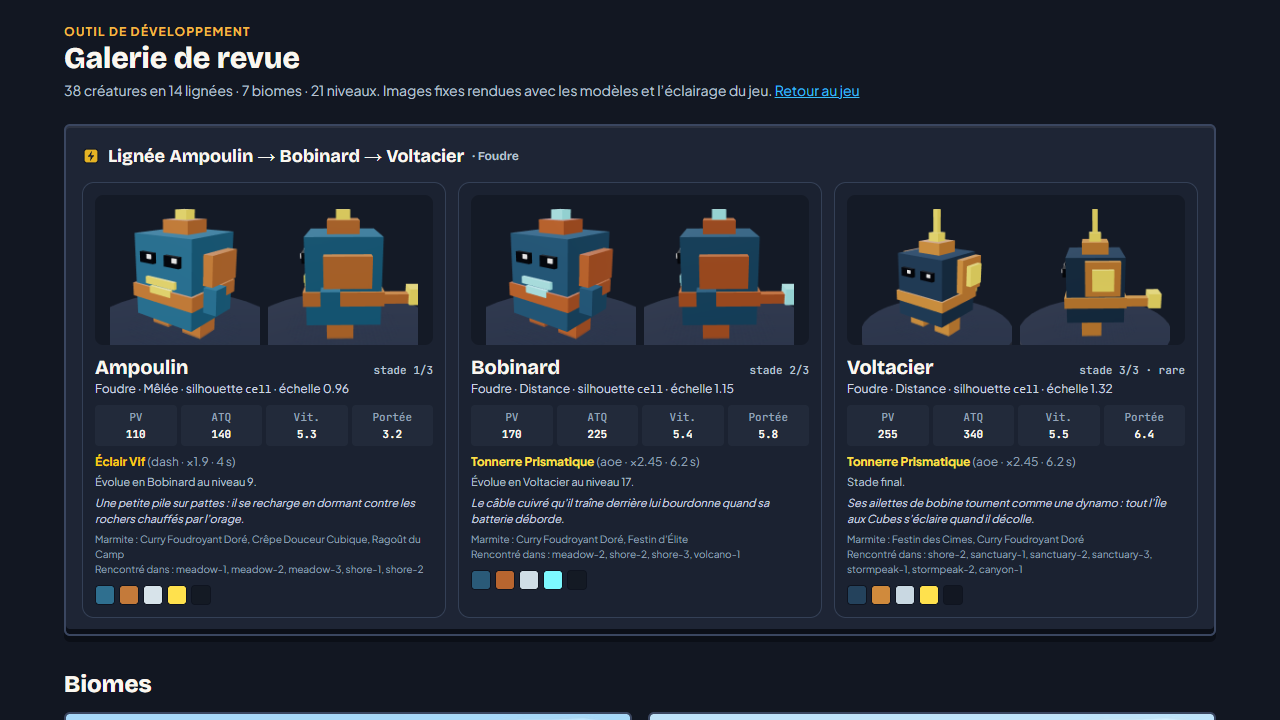 OUTIL DE DÉVELOPPEMENT
Galerie de revue
38 créatures en 14 lignées · 7 biomes · 21 niveaux. Images fixes rendues avec les modèles et l'éclairage du jeu. Retour au jeu
Lignée Ampoulin → Bobinard → Voltacier · Foudre
Ampoulin stade 1/3
Foudre · Mêlée · silhouette cell · échelle 0.96
PV ATQ Vit. Portée
110 140 5.3 3.2
Éclair Vif (dash · ×1.9 · 4 s)
Évolue en Bobinard au niveau 9.
Une petite pile sur pattes : il se recharge en dormant contre les
rochers chauffés par l'orage.
Marmite : Curry Foudroyant Doré, Crêpe Douceur Cubique, Ragoût du
Camp
Rencontré dans : meadow-1, meadow-2, meadow-3, shore-1, shore-2
Bobinard stade 2/3
Foudre · Distance · silhouette cell · échelle 1.15
PV ATQ Vit. Portée
170 225 5.4 5.8
Tonnerre Prismatique (aoe · ×2.45 · 6.2 s)
Évolue en Voltacier au niveau 17.
Le câble cuivré qu'il traîne derrière lui bourdonne quand sa
batterie déborde.
Marmite : Curry Foudroyant Doré, Festin d'Élite
Rencontré dans : meadow-2, shore-2, shore-3, volcano-1
Voltacier stade 3/3 · rare
Foudre · Distance · silhouette cell · échelle 1.32
PV ATQ Vit. Portée
255 340 5.5 6.4
Tonnerre Prismatique (aoe · ×2.45 · 6.2 s)
Stade final.
Ses ailettes de bobine tournent comme une dynamo : tout l'Île
aux Cubes s'éclaire quand il décolle.
Marmite : Festin des Cimes, Curry Foudroyant Doré
Rencontré dans : shore-2, sanctuary-1, sanctuary-2, sanctuary-3,
stormpeak-1, stormpeak-2, canyon-1
Biomes